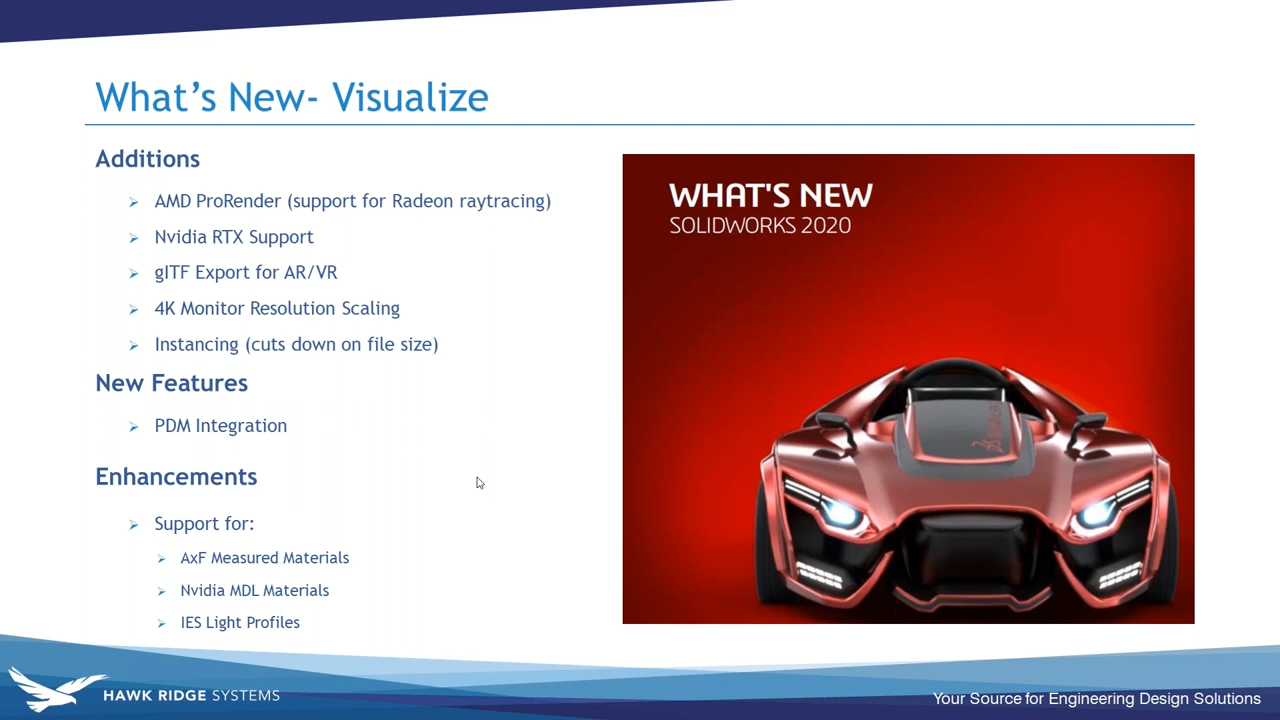 What's New- Visualize
Additions
AMD ProRender (support for Radeon raytracing)
Nvidia RTX Support
glTF Export for AR/VR
4K Monitor Resolution Scaling
Instancing (cuts down on file size)
New Features
PDM Integration
Enhancements
Support for:
AxF Measured Materials
Nvidia MDL Materials
IES Light Profiles
WHAT'S NEW
SOLIDWORKS 2020
HAWK RIDGE SYSTEMS
Your Source for Engineering Design Solutions